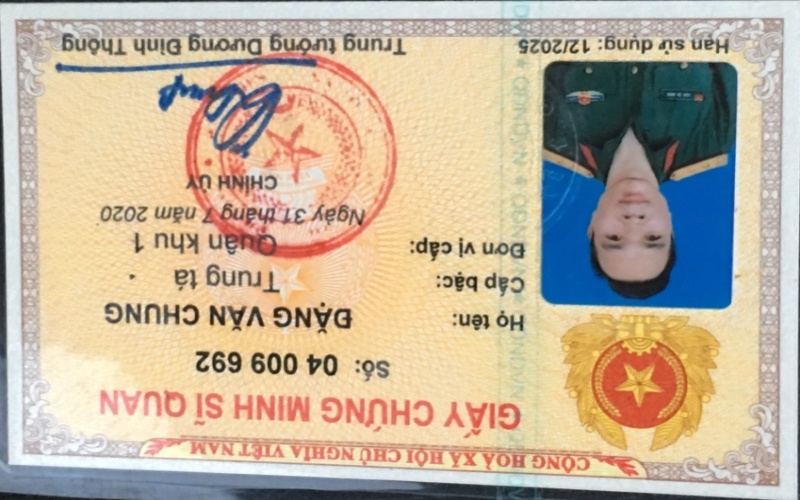 CỘNG HOÀ XÃ HỘI CHỦ NGHĨA VIỆT NAM
GIẤY CHỨNG MINH SĨ QUAN
Số: 04 009 692
Họ tên: ĐẶNG VĂN CHUNG
Cấp bậc: Trung tá
Đơn vị cấp: Quân khu 1
Ngày 31 tháng 7 năm 2020
CHÍNH ỦY
Trung tướng Dương Đình Thông
Hạn sử dụng: 12/2025